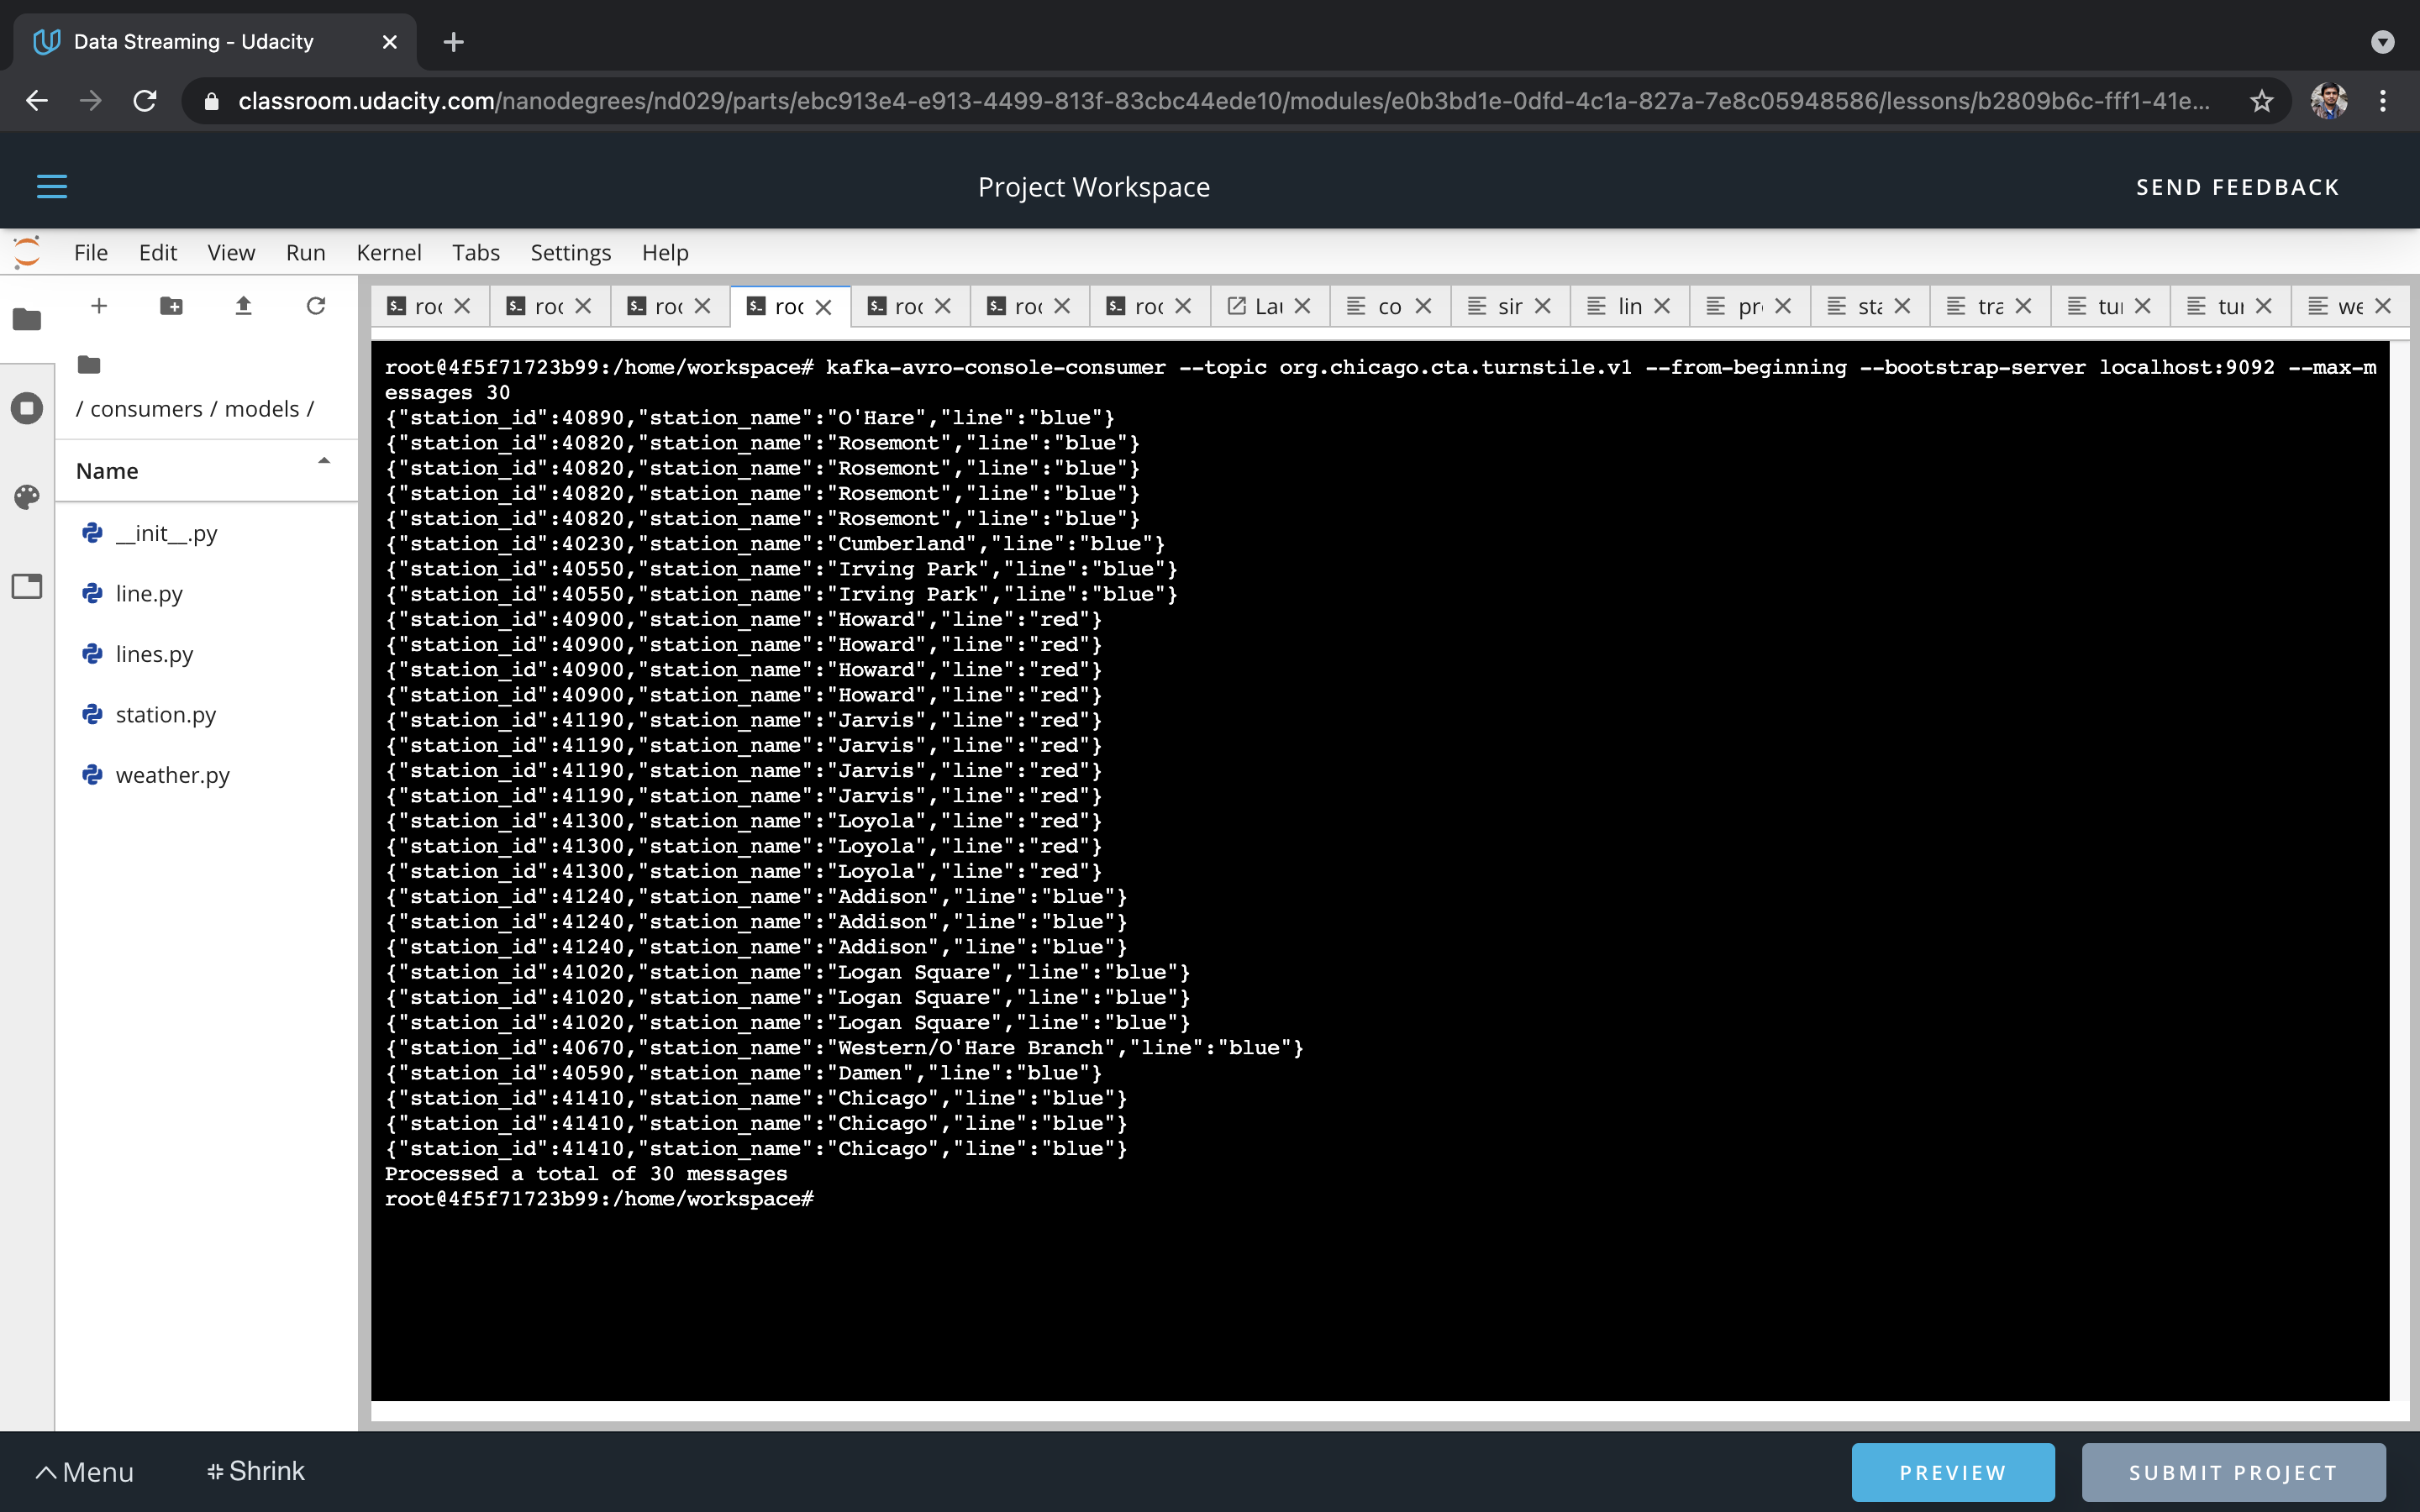 Data Streaming - Udacity
classroom.udacity.com/nanodegrees/nd029/parts/ebc913e4-e913-4499-813f-83cbc44ede10/modules/e0b3bd1e-0dfd-4c1a-827a-7e8c05948586/lessons/b2809b6c-fff1-41e...
Project Workspace
SEND FEEDBACK
File Edit View Run Kernel Tabs Settings Help
roc roc roc roc roc roc roc Lau co sir lin pr sta tra tur tur we
/ consumers / models /
Name
__init__.py
line.py
lines.py
station.py
weather.py
root@4f5f71723b99:/home/workspace# kafka-avro-console-consumer --topic org.chicago.cta.turnstile.v1 --from-beginning --bootstrap-server localhost:9092 --max-m
essages 30
{"station_id":40890,"station_name":"O'Hare","line":"blue"}
{"station_id":40820,"station_name":"Rosemont","line":"blue"}
{"station_id":40820,"station_name":"Rosemont","line":"blue"}
{"station_id":40820,"station_name":"Rosemont","line":"blue"}
{"station_id":40820,"station_name":"Rosemont","line":"blue"}
{"station_id":40230,"station_name":"Cumberland","line":"blue"}
{"station_id":40550,"station_name":"Irving Park","line":"blue"}
{"station_id":40550,"station_name":"Irving Park","line":"blue"}
{"station_id":40900,"station_name":"Howard","line":"red"}
{"station_id":40900,"station_name":"Howard","line":"red"}
{"station_id":40900,"station_name":"Howard","line":"red"}
{"station_id":40900,"station_name":"Howard","line":"red"}
{"station_id":41190,"station_name":"Jarvis","line":"red"}
{"station_id":41190,"station_name":"Jarvis","line":"red"}
{"station_id":41190,"station_name":"Jarvis","line":"red"}
{"station_id":41190,"station_name":"Jarvis","line":"red"}
{"station_id":41300,"station_name":"Loyola","line":"red"}
{"station_id":41300,"station_name":"Loyola","line":"red"}
{"station_id":41300,"station_name":"Loyola","line":"red"}
{"station_id":41240,"station_name":"Addison","line":"blue"}
{"station_id":41240,"station_name":"Addison","line":"blue"}
{"station_id":41240,"station_name":"Addison","line":"blue"}
{"station_id":41020,"station_name":"Logan Square","line":"blue"}
{"station_id":41020,"station_name":"Logan Square","line":"blue"}
{"station_id":41020,"station_name":"Logan Square","line":"blue"}
{"station_id":40670,"station_name":"Western/O'Hare Branch","line":"blue"}
{"station_id":40590,"station_name":"Damen","line":"blue"}
{"station_id":41410,"station_name":"Chicago","line":"blue"}
{"station_id":41410,"station_name":"Chicago","line":"blue"}
{"station_id":41410,"station_name":"Chicago","line":"blue"}
Processed a total of 30 messages
root@4f5f71723b99:/home/workspace#
Menu
Shrink
PREVIEW
SUBMIT PROJECT